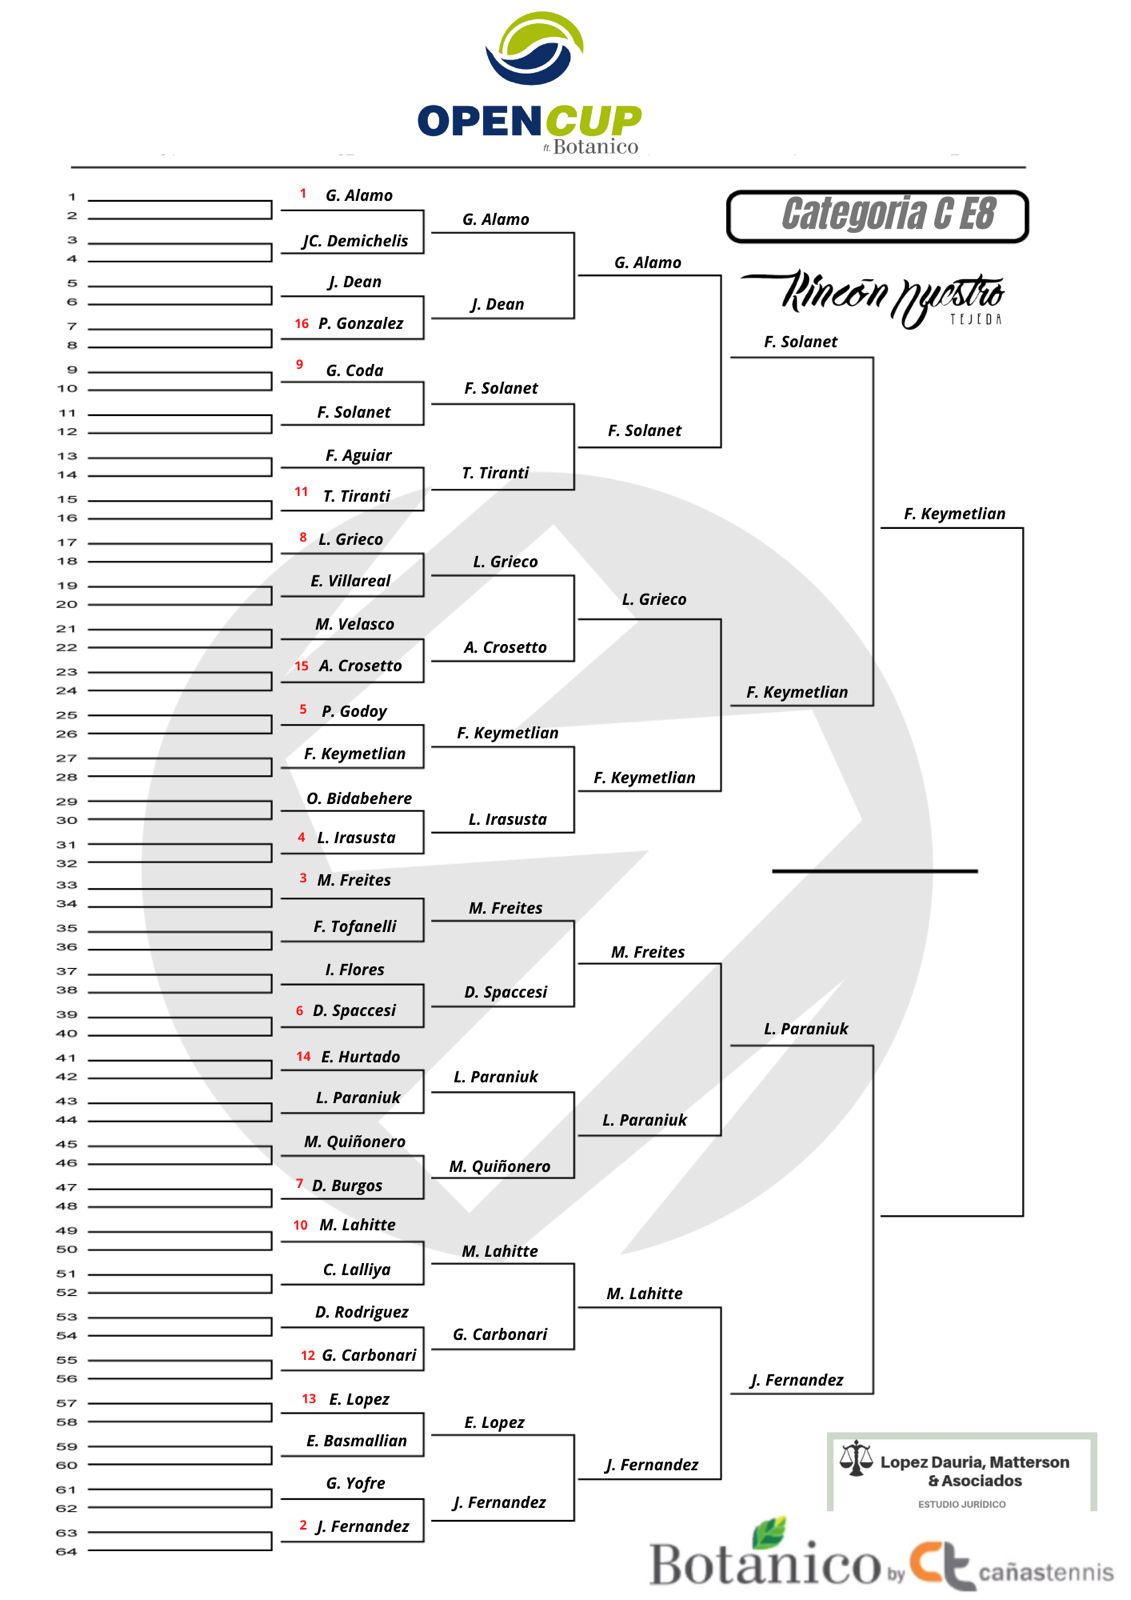 OPENCUP
ft. Botanico
Categoria C E8
Rincón Nuestro
TEJEDA
1
2
3
4
5
6
7
8
9
10
11
12
13
14
15
16
17
18
19
20
21
22
23
24
25
26
27
28
29
30
31
32
33
34
35
36
37
38
39
40
41
42
43
44
45
46
47
48
49
50
51
52
53
54
55
56
57
58
59
60
61
62
63
64
1 G. Alamo
JC. Demichelis
J. Dean
16 P. Gonzalez
9 G. Coda
F. Solanet
F. Aguiar
11 T. Tiranti
8 L. Grieco
E. Villareal
M. Velasco
15 A. Crosetto
5 P. Godoy
F. Keymetlian
O. Bidabehere
4 L. Irasusta
3 M. Freites
F. Tofanelli
I. Flores
6 D. Spaccesi
14 E. Hurtado
L. Paraniuk
M. Quiñonero
7 D. Burgos
10 M. Lahitte
C. Lalliya
D. Rodriguez
12 G. Carbonari
13 E. Lopez
E. Basmallian
G. Yofre
2 J. Fernandez
G. Alamo
J. Dean
F. Solanet
T. Tiranti
L. Grieco
A. Crosetto
F. Keymetlian
L. Irasusta
M. Freites
D. Spaccesi
L. Paraniuk
M. Quiñonero
M. Lahitte
G. Carbonari
E. Lopez
J. Fernandez
G. Alamo
F. Solanet
L. Grieco
F. Keymetlian
M. Freites
L. Paraniuk
M. Lahitte
J. Fernandez
F. Solanet
F. Keymetlian
L. Paraniuk
J. Fernandez
F. Keymetlian
Lopez Dauria, Matterson
& Asociados
ESTUDIO JURÍDICO
Botánico by ct cañastennis